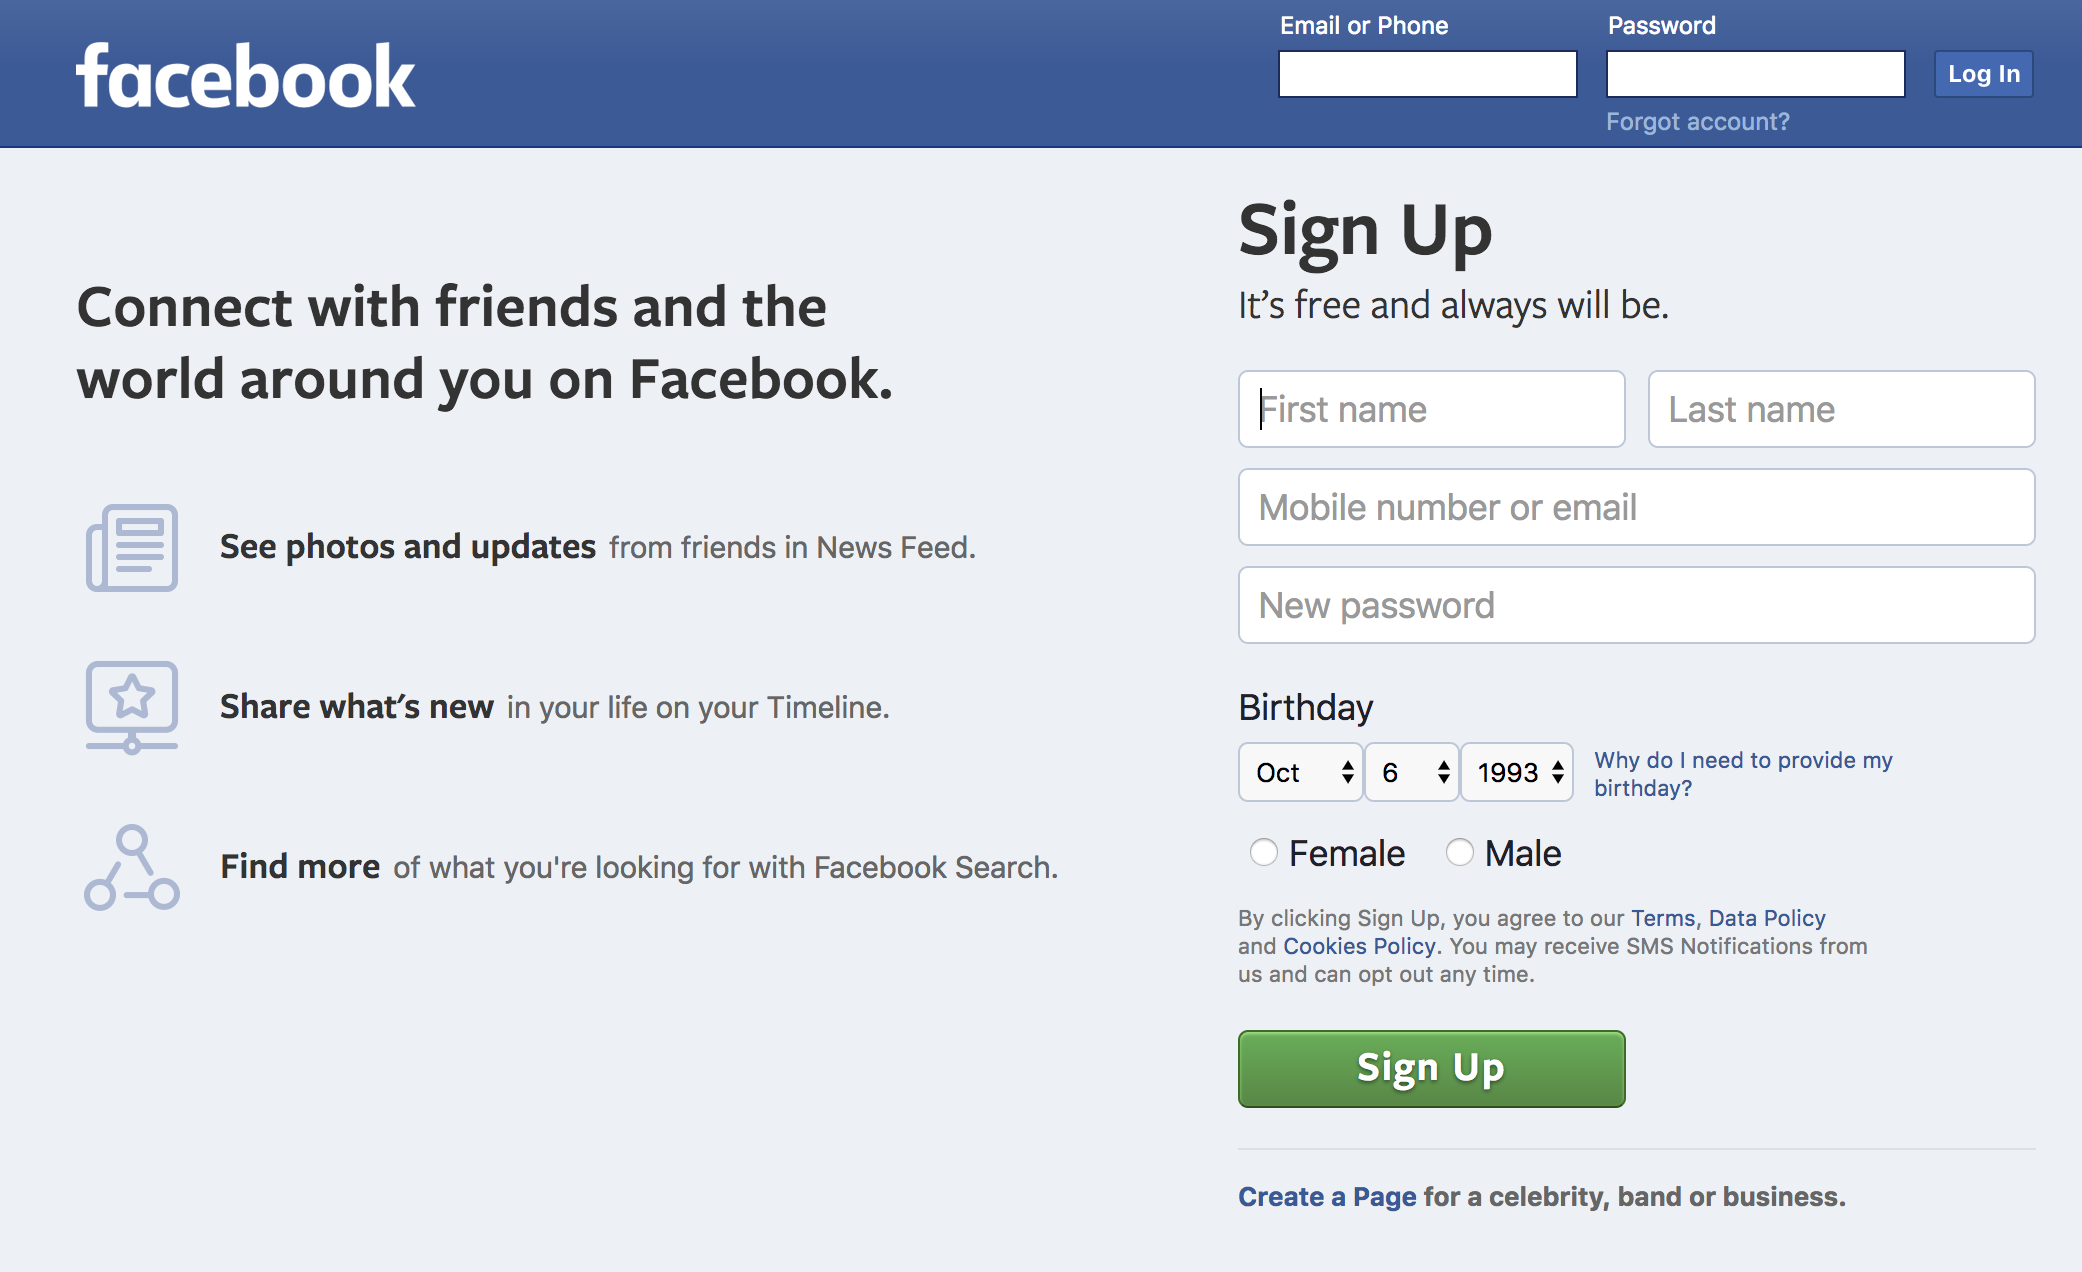 facebook
Email or Phone
Password
Log In
Forgot account?
Connect with friends and the
world around you on Facebook.
See photos and updates from friends in News Feed.
Share what's new in your life on your Timeline.
Find more of what you're looking for with Facebook Search.
Sign Up
It's free and always will be.
First name
Last name
Mobile number or email
New password
Birthday
Oct 6 1993
Why do I need to provide my
birthday?
Female Male
By clicking Sign Up, you agree to our Terms, Data Policy
and Cookies Policy. You may receive SMS Notifications from
us and can opt out any time.
Sign Up
Create a Page for a celebrity, band or business.